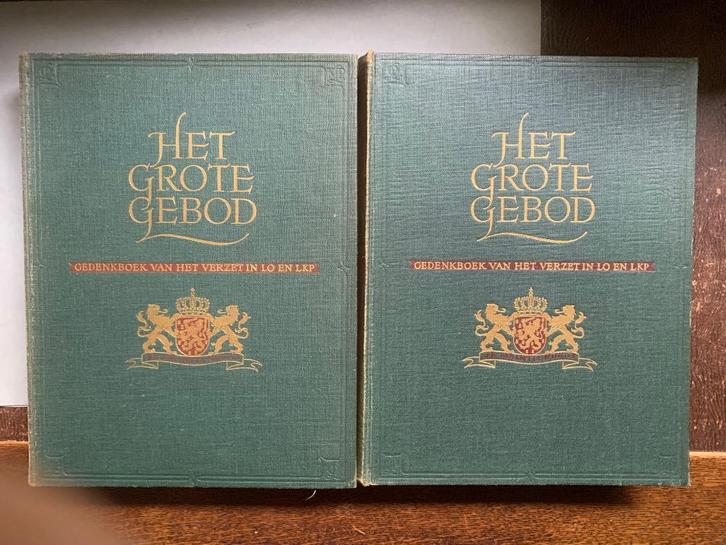 HET
GROTE
GEBOD
GEDENKBOEK VAN HET VERZET IN LO EN LKP
HET
GROTE
GEBOD
GEDENKBOEK VAN HET VERZET IN LO EN LKP